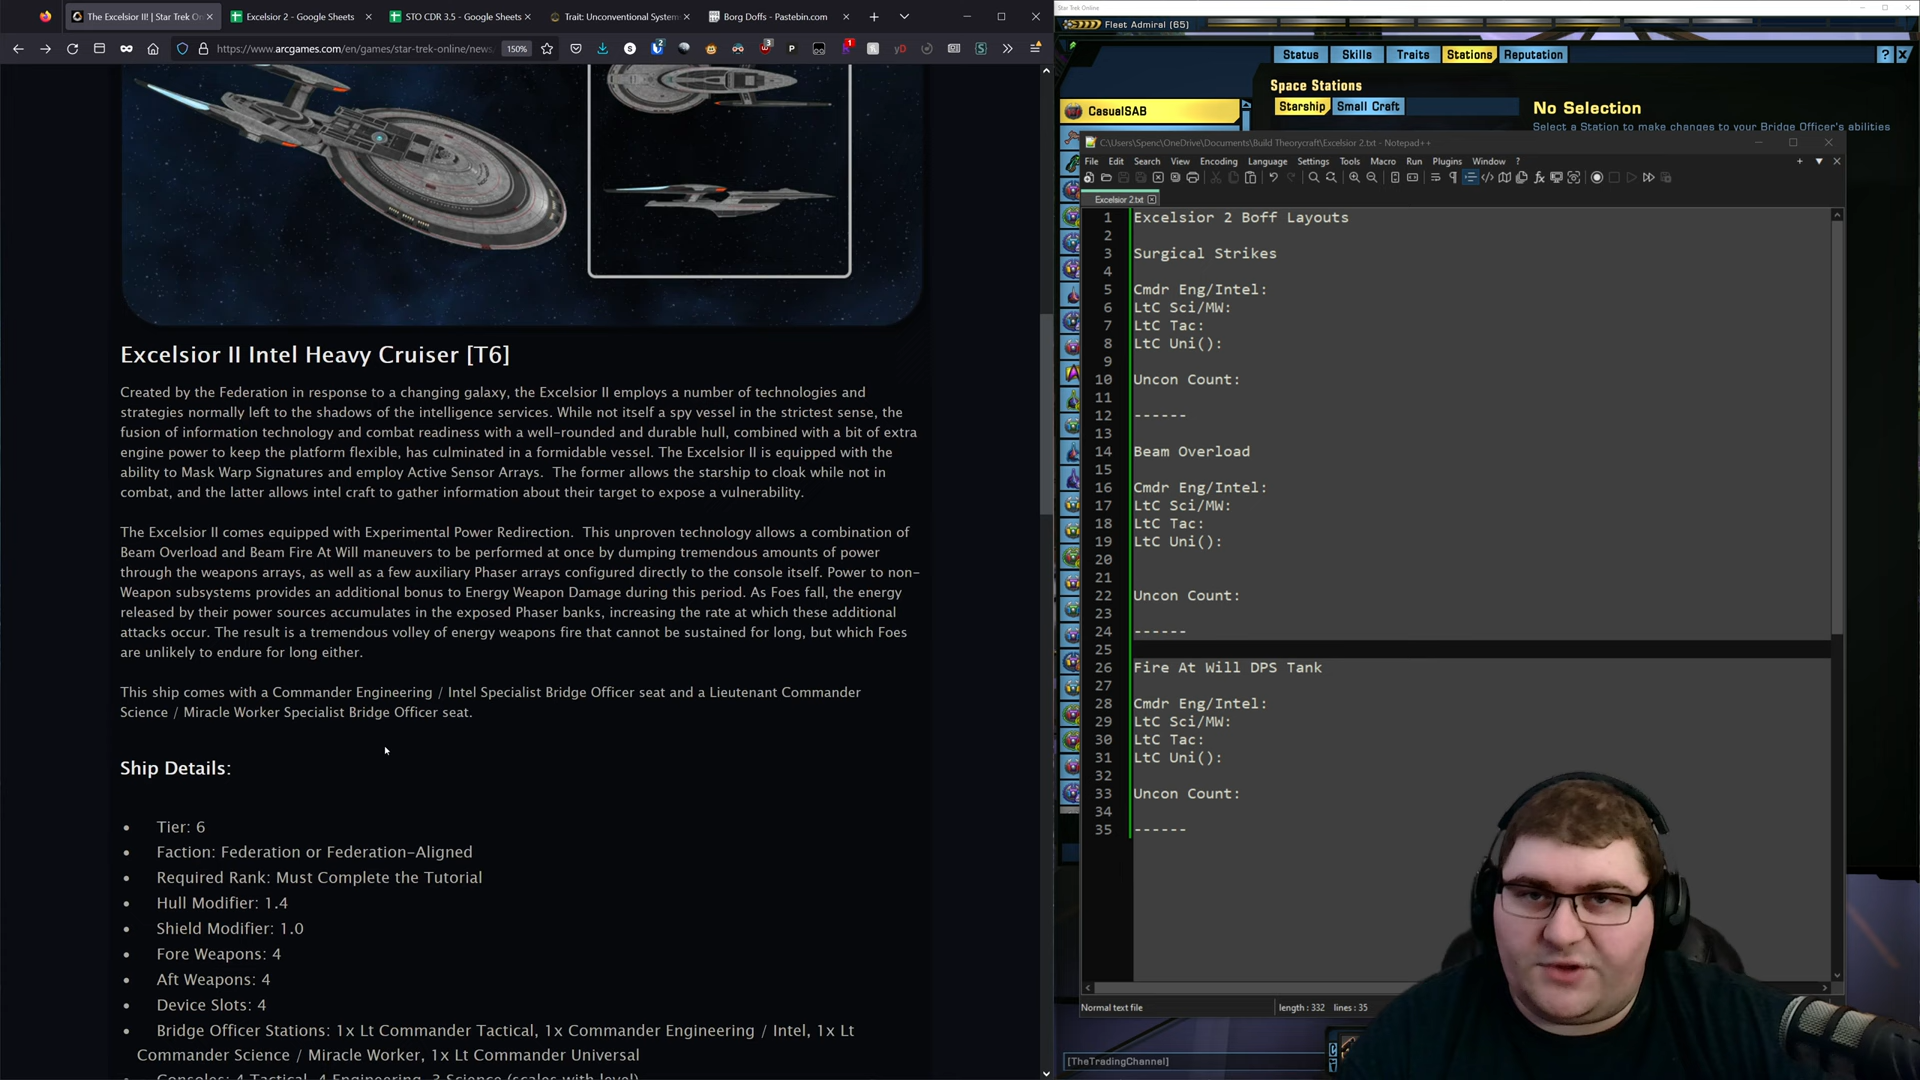 The Excelsior II! | Star Trek On
Excelsior 2 - Google Sheets
STO CDR 3.5 - Google Sheets
Trait: Unconventional System
Borg Doffs - Pastebin.com
https://www.arcgames.com/en/games/star-trek-online/news
150%
Excelsior II Intel Heavy Cruiser [T6]
Created by the Federation in response to a changing galaxy, the Excelsior II employs a number of technologies and
strategies normally left to the shadows of the intelligence services. While not itself a spy vessel in the strictest sense, the
fusion of information technology and combat readiness with a well-rounded and durable hull, combined with a bit of extra
engine power to keep the platform flexible, has culminated in a formidable vessel. The Excelsior II is equipped with the
ability to Mask Warp Signatures and employ Active Sensor Arrays.  The former allows the starship to cloak while not in
combat, and the latter allows intel craft to gather information about their target to expose a vulnerability.
The Excelsior II comes equipped with Experimental Power Redirection.  This unproven technology allows a combination of
Beam Overload and Beam Fire At Will maneuvers to be performed at once by dumping tremendous amounts of power
through the weapons arrays, as well as a few auxiliary Phaser arrays configured directly to the console itself. Power to non-
Weapon subsystems provides an additional bonus to Energy Weapon Damage during this period. As Foes fall, the energy
released by their power sources accumulates in the exposed Phaser banks, increasing the rate at which these additional
attacks occur. The result is a tremendous volley of energy weapons fire that cannot be sustained for long, but which Foes
are unlikely to endure for long either.
This ship comes with a Commander Engineering / Intel Specialist Bridge Officer seat and a Lieutenant Commander
Science / Miracle Worker Specialist Bridge Officer seat.
Ship Details:
• Tier: 6
• Faction: Federation or Federation-Aligned
• Required Rank: Must Complete the Tutorial
• Hull Modifier: 1.4
• Shield Modifier: 1.0
• Fore Weapons: 4
• Aft Weapons: 4
• Device Slots: 4
• Bridge Officer Stations: 1x Lt Commander Tactical, 1x Commander Engineering / Intel, 1x Lt
Commander Science / Miracle Worker, 1x Lt Commander Universal
Consoles: 4 Tactical, 4 Engineering, 3 Science (scales with level)
Star Trek Online
Fleet Admiral (65)
Status Skills Traits Stations Reputation
? X
Space Stations
Starship Small Craft
No Selection
Select a Station to make changes to your Bridge Officer's abilities
CasualSAB
C:\Users\Spenc\OneDrive\Documents\Build Theorycraft\Excelsior 2.txt - Notepad++
File Edit Search View Encoding Language Settings Tools Macro Run Plugins Window ?
Excelsior 2.txt
1 Excelsior 2 Boff Layouts
2
3 Surgical Strikes
4
5 Cmdr Eng/Intel:
6 LtC Sci/MW:
7 LtC Tac:
8 LtC Uni():
9
10 Uncon Count:
11
12 ------
13
14 Beam Overload
15
16 Cmdr Eng/Intel:
17 LtC Sci/MW:
18 LtC Tac:
19 LtC Uni():
20
21
22 Uncon Count:
23
24 ------
25
26 Fire At Will DPS Tank
27
28 Cmdr Eng/Intel:
29 LtC Sci/MW:
30 LtC Tac:
31 LtC Uni():
32
33 Uncon Count:
34
35 ------
Normal text file
length : 332 lines : 35
[TheTradingChannel]